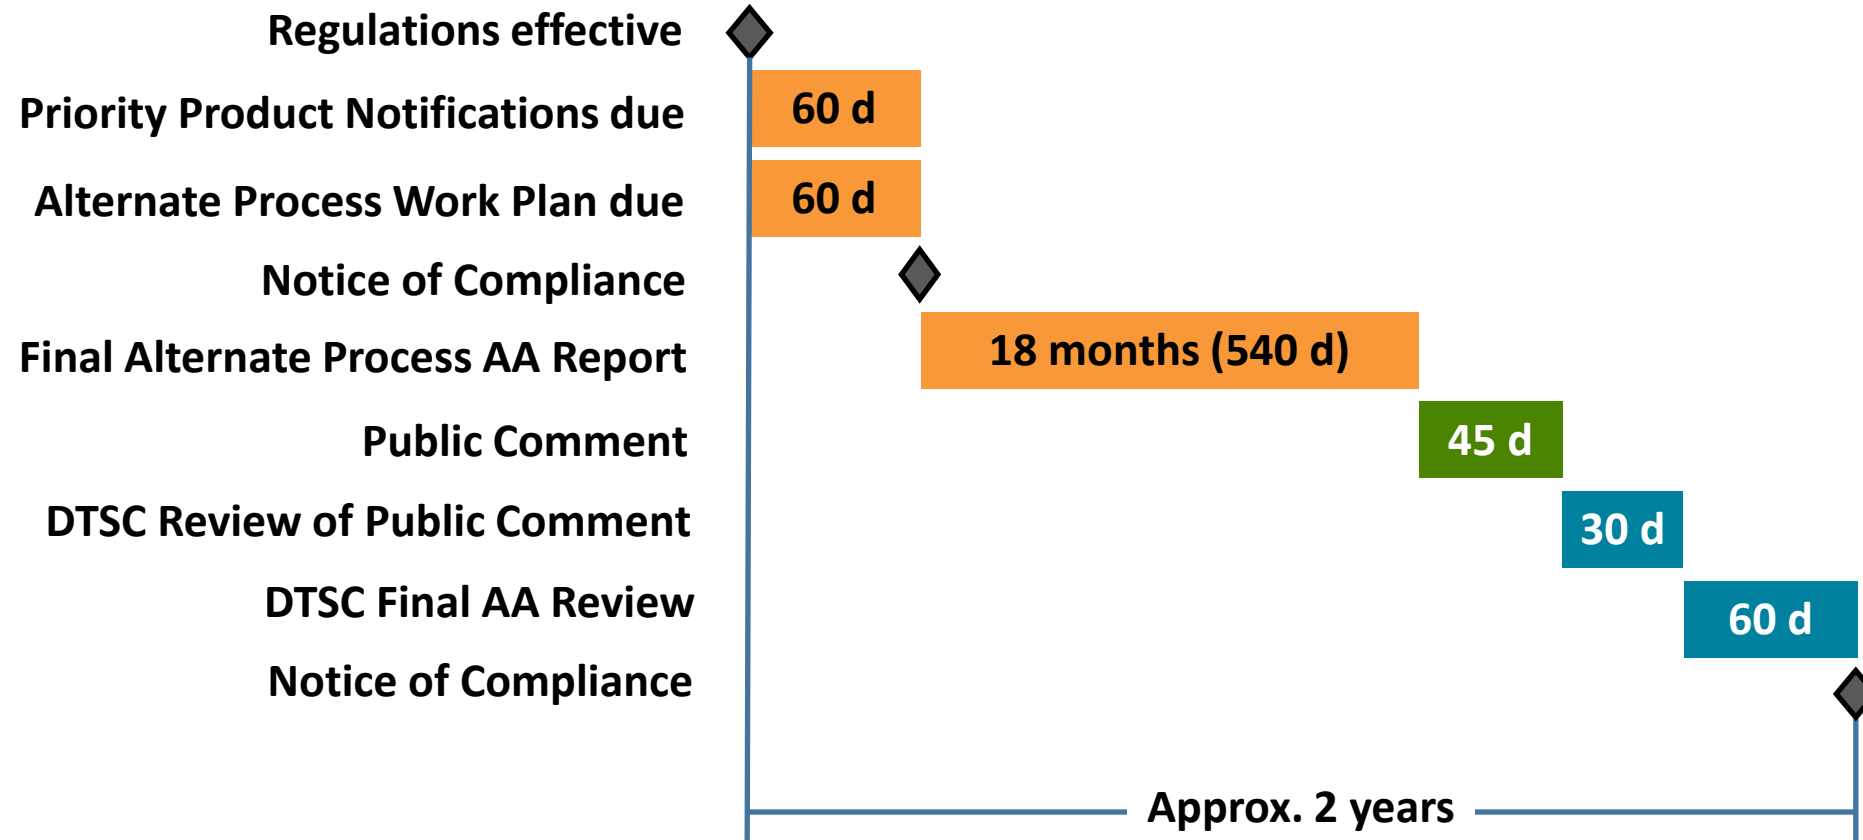 Regulations effective
Priority Product Notifications due
60 d
Alternate Process Work Plan due
60 d
Notice of Compliance
Final Alternate Process AA Report
18 months (540 d)
Public Comment
45 d
DTSC Review of Public Comment
30 d
DTSC Final AA Review
60 d
Notice of Compliance
Approx. 2 years